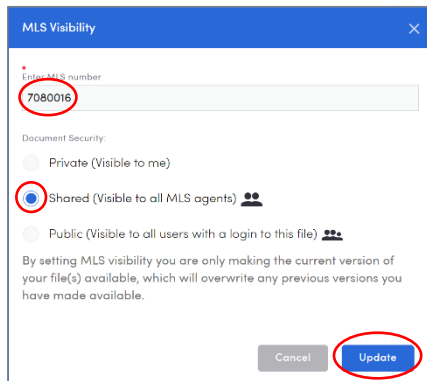 MLS Visibility
Enter MLS number
7080016
Document Security:
Private (Visible to me)
Shared (Visible to all MLS agents)
Public (Visible to all users with a login to this file)
By setting MLS visibility you are only making the current version of
your file(s) available, which will overwrite any previous versions you
have made available.
Cancel Update